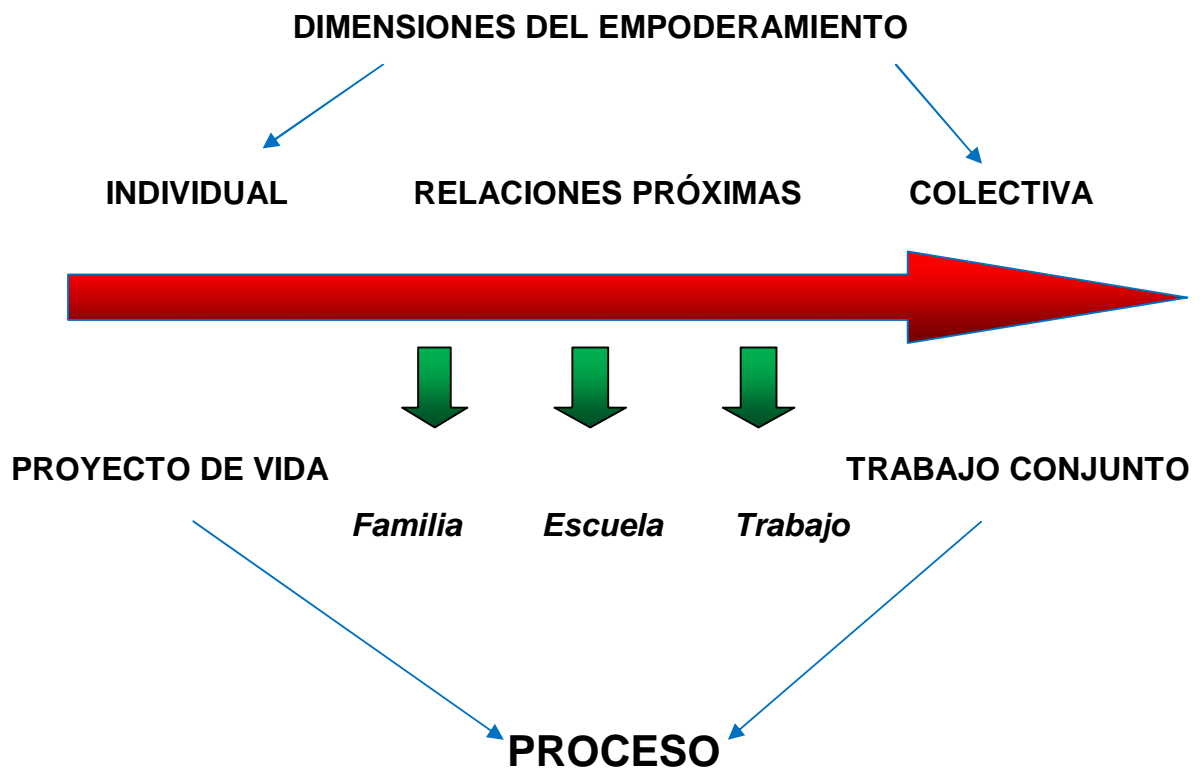 DIMENSIONES DEL EMPODERAMIENTO
INDIVIDUAL RELACIONES PRÓXIMAS COLECTIVA
PROYECTO DE VIDA TRABAJO CONJUNTO
Familia Escuela Trabajo
PROCESO